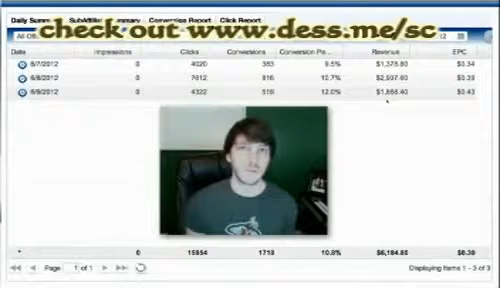 Daily Summary SubAffiliate Summary Conversion Report Click Report
check out www.dess.me/sc
Date Impressions Clicks Conversions Conversion Revenue EPC
6/7/2012 0 4020 383 9.5% $1,378.80 $0.34
6/8/2012 0 7612 816 10.7% $2,937.60 $0.39
6/9/2012 0 4322 519 12.0% $1,868.40 $0.43
* 0 15954 1718 10.8% $6,184.80 $0.39
Page 1 of 1 Displaying items 1 - 3 of 3